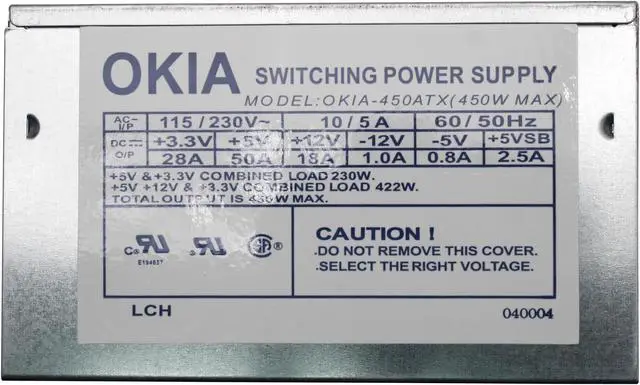 OKIA SWITCHING POWER SUPPLY
MODEL:OKIA-450ATX(450W MAX)
AC~ I/P 115/230V~ 10/5A 60/50Hz
DC⎓ +3.3V +5V +12V -12V -5V +5VSB
O/P 28A 50A 18A 1.0A 0.8A 2.5A
+5V &+3.3V COMBINED LOAD 230W.
+5V +12V & +3.3V COMBINED LOAD 422W.
TOTAL OUTPUT IS 450W MAX.
CAUTION !
.DO NOT REMOVE THIS COVER.
.SELECT THE RIGHT VOLTAGE.
LCH 040004